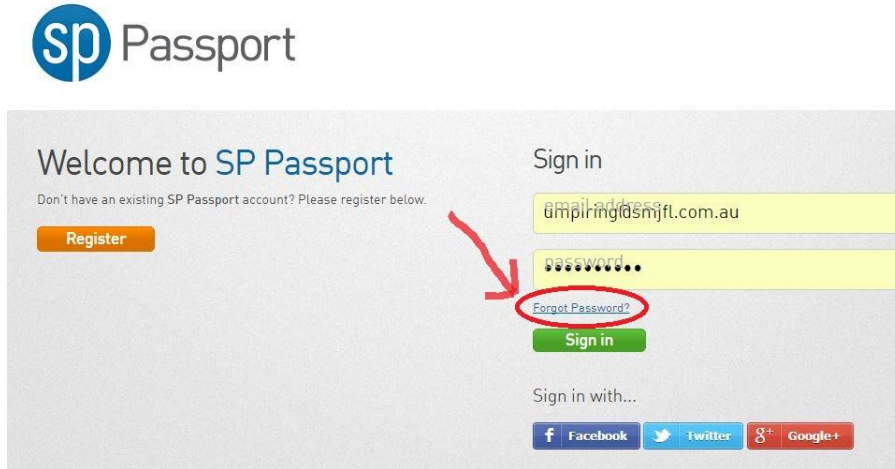 sp Passport
Welcome to SP Passport
Don't have an existing SP Passport account? Please register below.
Register
Sign in
email address
umpiring@smjfl.com.au
password
Forgot Password?
Sign in
Sign in with...
f Facebook Twitter g+ Google+